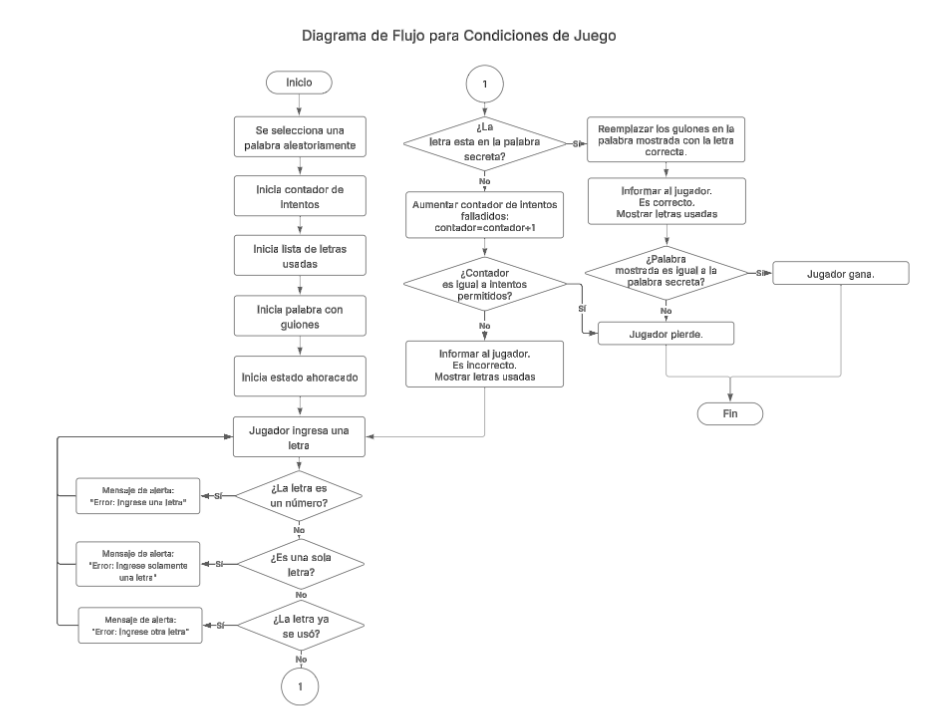 Diagrama de Flujo para Condiciones de Juego
Inicio
Se selecciona una
palabra aleatoriamente
Inicia contador de
intentos
Inicia lista de letras
usadas
Inicia palabra con
guiones
Inicia estado ahoracado
Jugador ingresa una
letra
¿La letra es
un número?
Sí
Mensaje de alerta:
"Error: Ingrese una letra"
No
¿Es una sola
letra?
Sí
Mensaje de alerta:
"Error: Ingrese solamente
una letra"
No
¿La letra ya
se usó?
Sí
Mensaje de alerta:
"Error: Ingrese otra letra"
No
1
1
¿La
letra esta en la palabra
secreta?
Sí
No
Aumentar contador de intentos
falladidos:
contador=contador+1
¿Contador
es igual a intentos
permitidos?
Sí
No
Informar al jugador.
Es incorrecto.
Mostrar letras usadas
Reemplazar los guiones en la
palabra mostrada con la letra
correcta.
Informar al jugador.
Es correcto.
Mostrar letras usadas
¿Palabra
mostrada es igual a la
palabra secreta?
Sí
Jugador gana.
No
Jugador pierde.
Fin